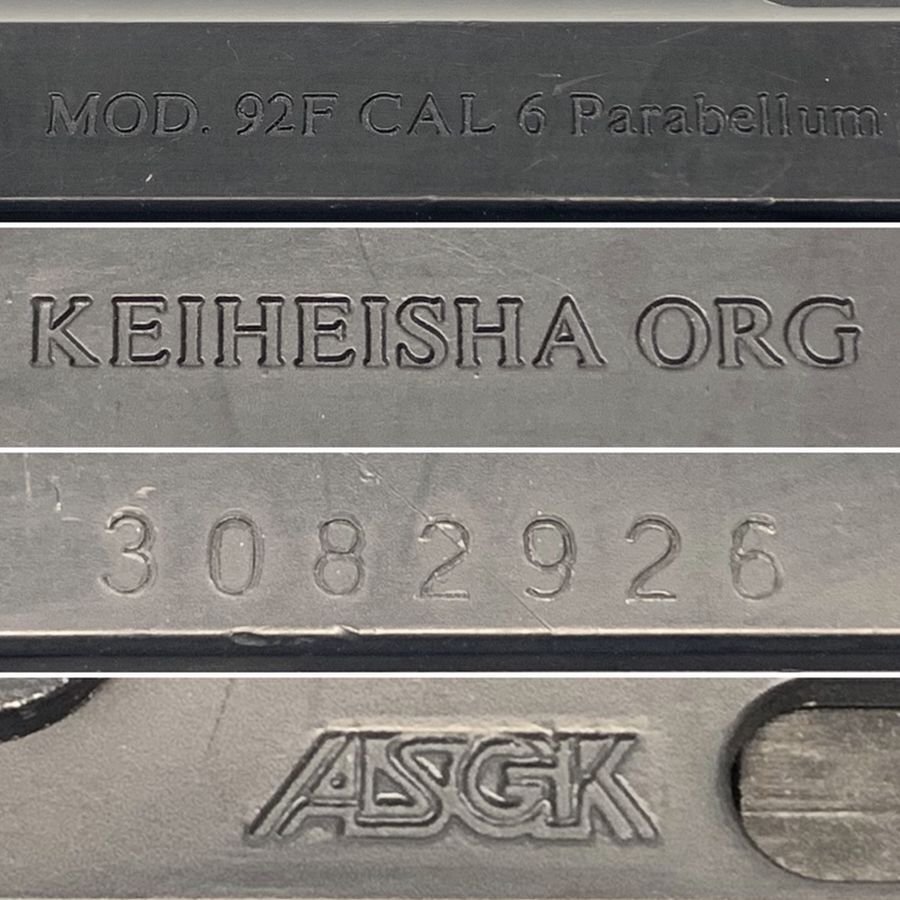 MOD. 92F CAL 6 Parabellum
KEIHEISHA ORG
3082926
ASGK